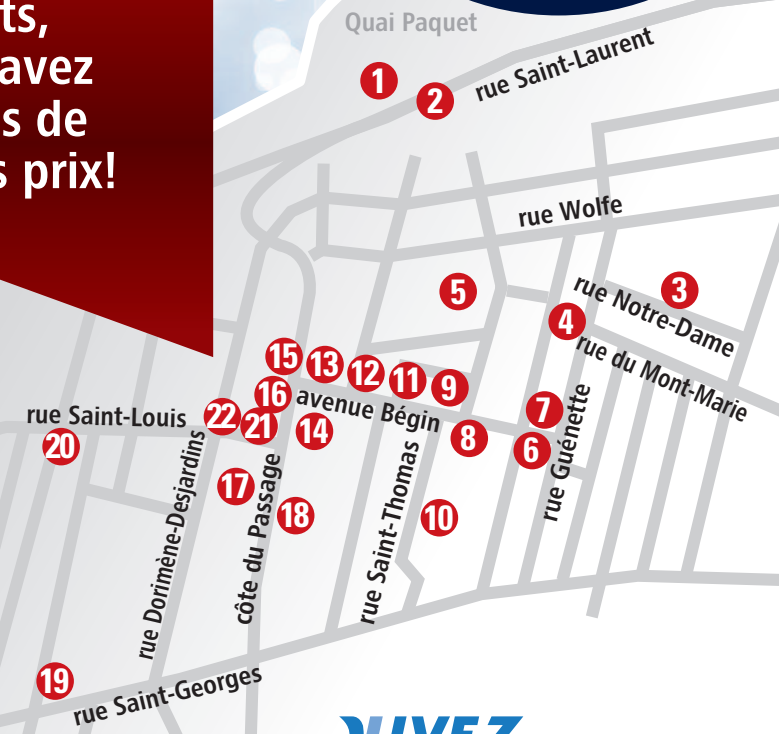 ts,
avez
s de
s prix!
Quai Paquet
1
2
rue Saint-Laurent
rue Wolfe
5
3
rue Notre-Dame
4
rue du Mont-Marie
15
13
12
11
9
16
avenue Bégin
7
rue Guénette
rue Saint-Louis
22
21
14
8
6
20
rue Dorimène-Desjardins
17
côte du Passage
18
rue Saint-Thomas
10
19
rue Saint-Georges